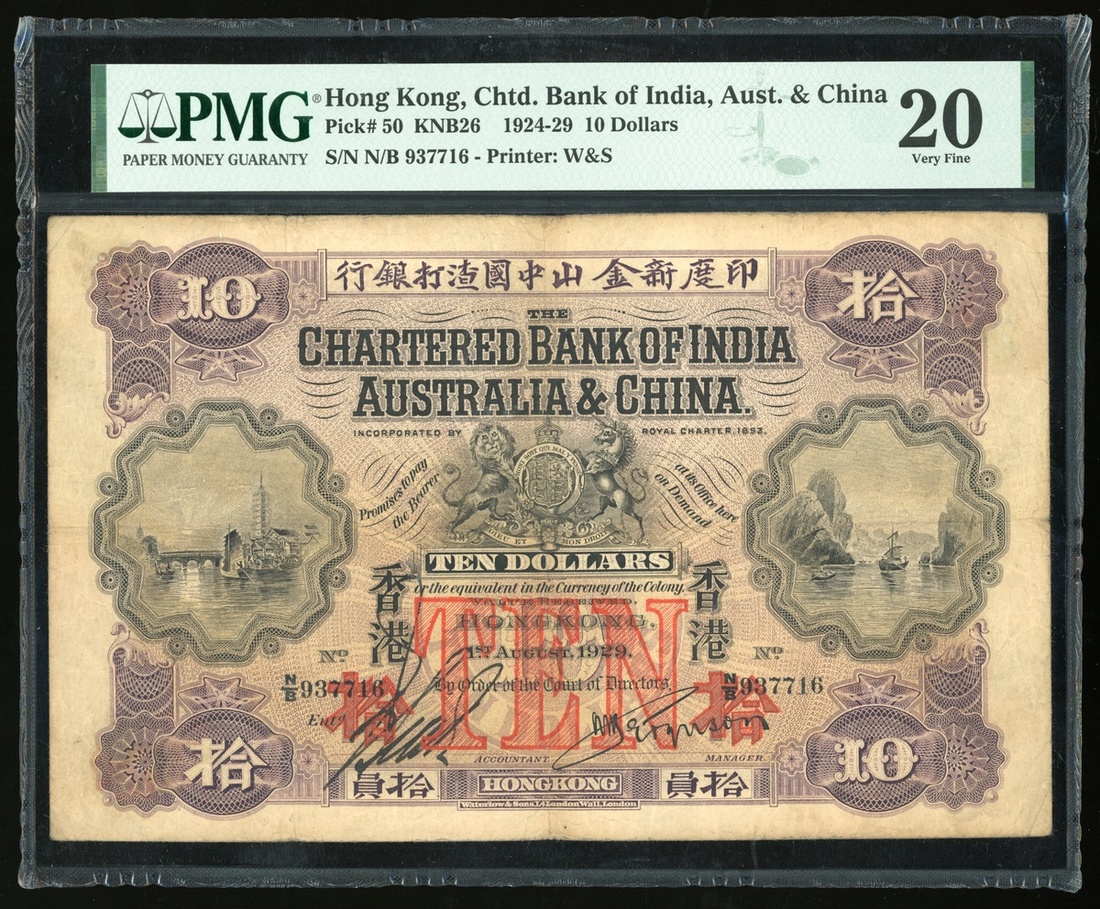 PMG®
PAPER MONEY GUARANTY
Hong Kong, Chtd. Bank of India, Aust. & China
Pick# 50 KNB26 1924-29 10 Dollars
S/N N/B 937716 - Printer: W&S
20
Very Fine
行銀打渣國中山金新度印
10
拾
THE
CHARTERED BANK OF INDIA
AUSTRALIA & CHINA.
INCORPORATED BY ROYAL CHARTER, 1853.
Promises to pay
the Bearer
at its Office here
on Demand
DIEU ET MON DROIT
TEN DOLLARS
or the equivalent in the Currency of the Colony.
VALUE RECEIVED.
香港
香港
HONGKONG.
TEN
1ST AUGUST, 1929.
No
No
N/B 937716
By Order of the Court of Directors.
N/B 937716
拾
拾
Entd
ACCOUNTANT.
MANAGER.
拾
10
員拾
HONGKONG
員拾
Waterlow & Sons Ld London Wall, London